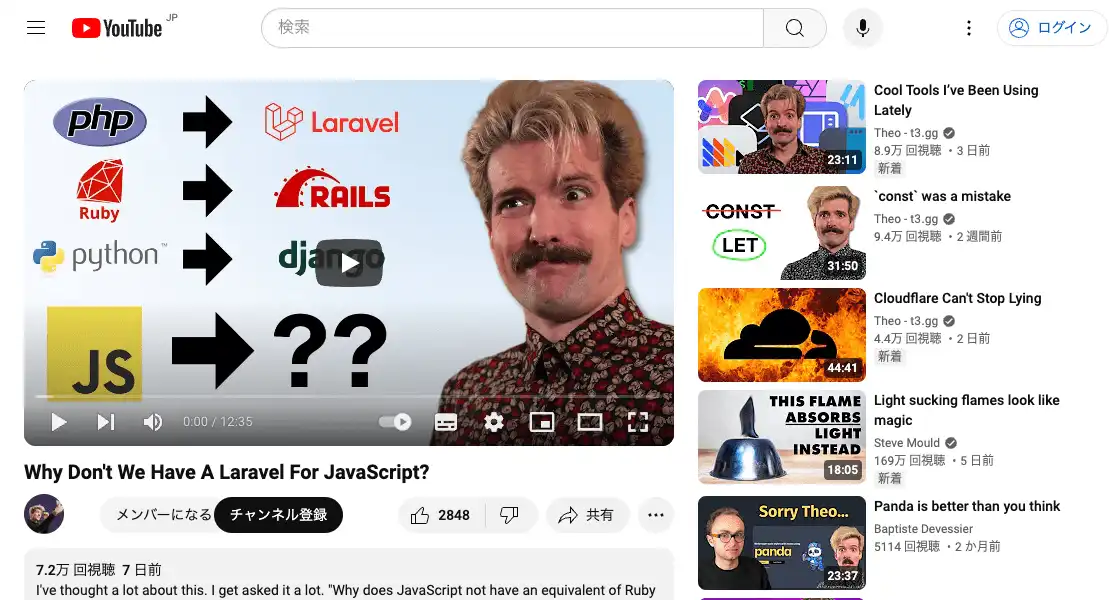 YouTube JP
検索
ログイン
php
Laravel
Ruby
RAILS
python™
django
JS
??
0:00 / 12:35
Why Don't We Have A Laravel For JavaScript?
メンバーになる
チャンネル登録
2848
共有
7.2万 回視聴 7 日前
I've thought a lot about this. I get asked it a lot. "Why does JavaScript not have an equivalent of Ruby
23:11
Cool Tools I've Been Using
Lately
Theo - t3.gg
8.9万 回視聴 ・3 日前
新着
CONST
LET
31:50
`const` was a mistake
Theo - t3.gg
9.4万 回視聴 ・2 週間前
44:41
Cloudflare Can't Stop Lying
Theo - t3.gg
4.4万 回視聴 ・2 日前
新着
THIS FLAME
ABSORBS
LIGHT
INSTEAD
18:05
Light sucking flames look like
magic
Steve Mould
169万 回視聴 ・5 日前
新着
Sorry Theo...
panda
23:37
Panda is better than you think
Baptiste Devessier
5114 回視聴 ・2 か月前